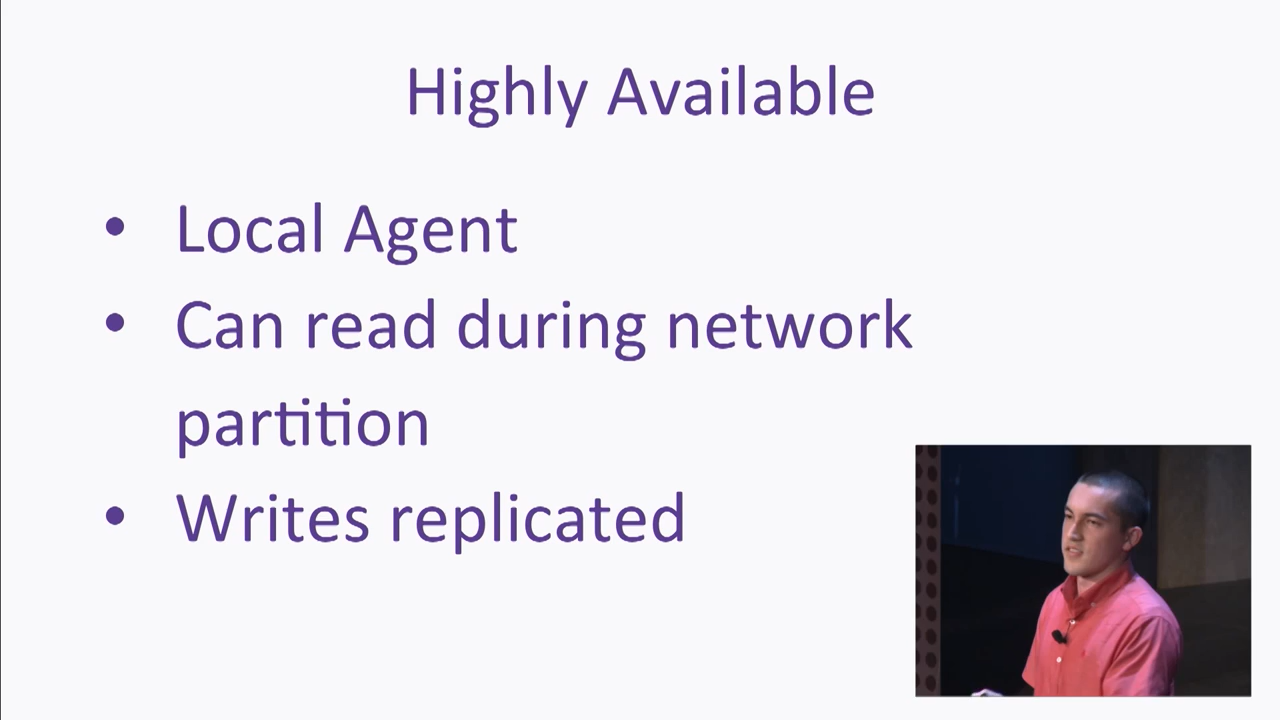 Highly Available
• Local Agent
• Can read during network
partition
• Writes replicated